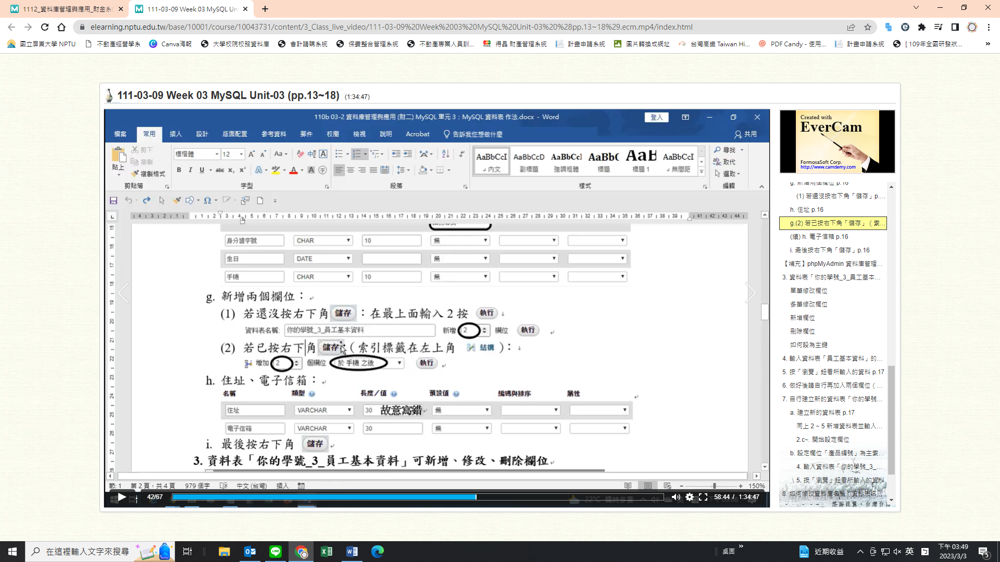 1112_資料庫管理與應用_財金系(
111-03-09 Week 03 MySQL Un
elearning.nptu.edu.tw/base/10001/course/10043731/content/3_Class_live_video/111-03-09%20Week%2003%20MySQL%20Unit-03%20%28pp.13~18%29.ecm.mp4/index.html
國立屏東大學 NPTU
不動產經營學系
Canva海報
大學校院校務資料庫
會計請購系統
保費整合管理系統
不動產專業人員訓...
得晶 財產管理系統
計畫申請系統
圖片轉換成網址
台灣高鐵 Taiwan Hi...
PDF Candy - 使用...
計畫申請系統
[ 109年全國研發狀...
»
111-03-09 Week 03 MySQL Unit-03 (pp.13~18) (1:34:47)
110b 03-2 資料庫管理與應用 (財二) MySQL 單元 3：MySQL 資料表 作法.docx - Word
登入
檔案 常用 插入 設計 版面配置 參考資料 郵件 校閱 檢視 說明 Acrobat 告訴我您想做什麼 共用
貼上
剪下
複製
複製格式
剪貼簿
標楷體 12
B I U abc x₂ x²
字型
段落
AaBbCcI 內文
AaBbCcD 副標題
AaBbCcI 強調粗體
AaBb( 標題
AaB 標題 1
AaBbCcI 無間距
樣式
尋找
取代
選取
編輯
身分證字號 CHAR 10 無
生日 DATE 無
手機 CHAR 10 無
g. 新增兩個欄位：
(1) 若還沒按右下角 儲存 ：在最上面輸入 2 按 執行
資料表名稱: 你的學號_3_員工基本資料 新增 2 欄位 執行
(2) 若已按右下角 儲存 （索引標籤在左上角 結構 ）：
增加 2 個欄位 於 手機 之後 執行
h. 住址、電子信箱：
名稱 類型 長度／值 預設值 編碼與排序 屬性
住址 VARCHAR 30 故意寫錯 無
電子信箱 VARCHAR 30 無
i. 最後按右下角 儲存
3. 資料表「你的學號_3_員工基本資料」可新增、修改、刪除欄位
節: 1 第 2 頁，共 4 頁 979 個字 中文 (台灣) 插入 150%
42/67
58:44 / 1:34:47
22°C 晴時多雲
Created with
EverCam
FormosaSoft Corp.
http://www.camdemy.com
g. 新增兩個欄位 p.16
(1) 若還沒按右下角「儲存」p....
h. 住址 p.16
g.(2) 若已按右下角「儲存」（ 索...
(續) h. 電子信箱 p.16
i. 最後按右下角「儲存」p.16
【補充】phpMyAdmin 資料庫管理...
3. 資料表「你的學號_3_員工基本...
單筆修改欄位
多筆修改欄位
新增欄位
刪除欄位
如何設為主鍵
4. 輸入資料表「員工基本資料」的...
5. 按「瀏覽」鈕看所輸入的資料 p.17
6. 做好後請自行再加入兩個欄位（...
7. 自行建立新的資料表「你的學號...
a. 建立新的資料表 p.17
同上 2 ~ 5 新增資料表並輸入...
2.c~. 開始設定欄位
b. 設定欄位「產品編號」為主索...
4. 輸入資料表「你的學號_3_...
5. 按「瀏覽」鈕看所輸入的資料
在這裡輸入文字來搜尋
桌面
»
近期收益
英
下午 03:49
2023/3/3
5